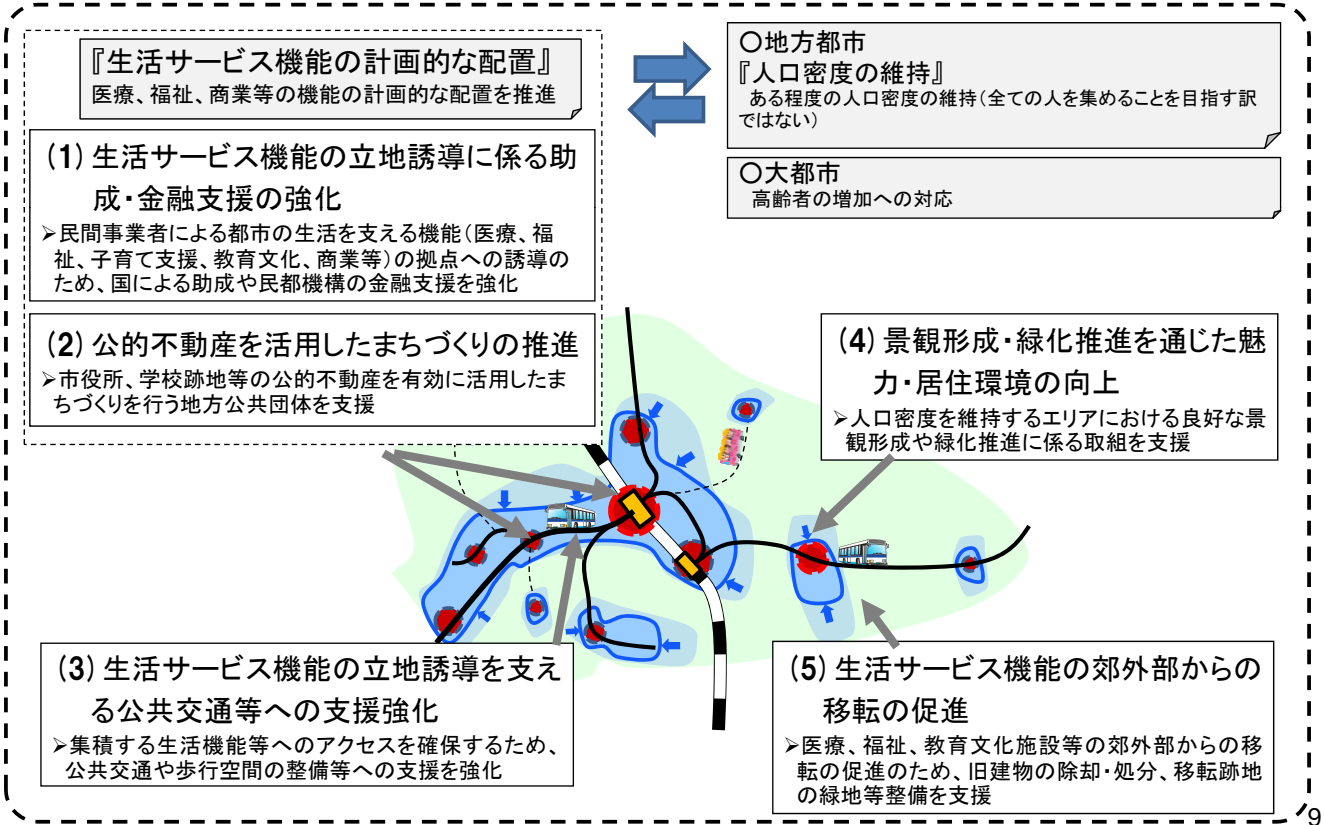 『生活サービス機能の計画的な配置』
医療、福祉、商業等の機能の計画的な配置を推進
(1) 生活サービス機能の立地誘導に係る助
成・金融支援の強化
➢民間事業者による都市の生活を支える機能(医療、福
祉、子育て支援、教育文化、商業等)の拠点への誘導の
ため、国による助成や民都機構の金融支援を強化
(2) 公的不動産を活用したまちづくりの推進
➢市役所、学校跡地等の公的不動産を有効に活用したま
ちづくりを行う地方公共団体を支援
〇地方都市
『人口密度の維持』
ある程度の人口密度の維持(全ての人を集めることを目指す訳
ではない)
〇大都市
高齢者の増加への対応
(4) 景観形成・緑化推進を通じた魅
力・居住環境の向上
➢人口密度を維持するエリアにおける良好な景
観形成や緑化推進に係る取組を支援
(3) 生活サービス機能の立地誘導を支え
る公共交通等への支援強化
➢集積する生活機能等へのアクセスを確保するため、
公共交通や歩行空間の整備等への支援を強化
(5) 生活サービス機能の郊外部からの
移転の促進
➢医療、福祉、教育文化施設等の郊外部からの移
転の促進のため、旧建物の除却・処分、移転跡地
の緑地等整備を支援
9